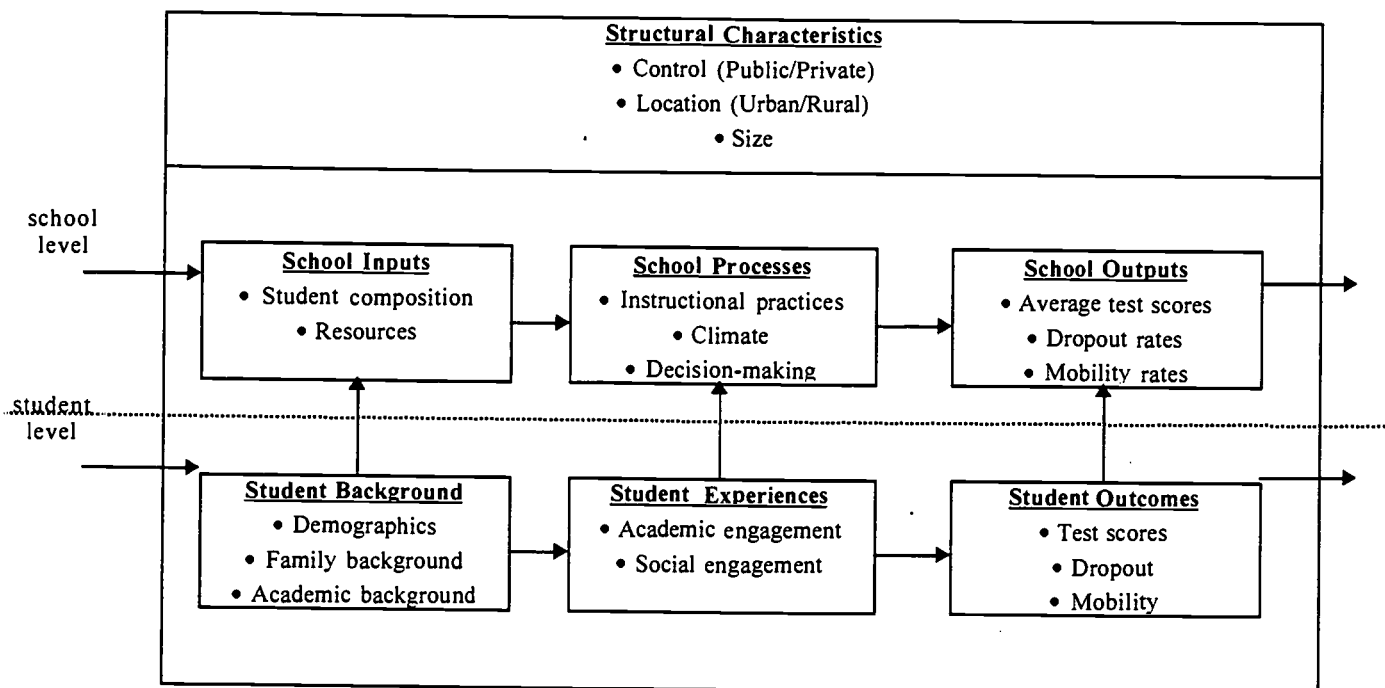 Structural Characteristics
• Control (Public/Private)
• Location (Urban/Rural)
• Size
school
level
School Inputs
• Student composition
• Resources
School Processes
• Instructional practices
• Climate
• Decision-making
School Outputs
• Average test scores
• Dropout rates
• Mobility rates
student
level
Student Background
• Demographics
• Family background
• Academic background
Student Experiences
• Academic engagement
• Social engagement
Student Outcomes
• Test scores
• Dropout
• Mobility